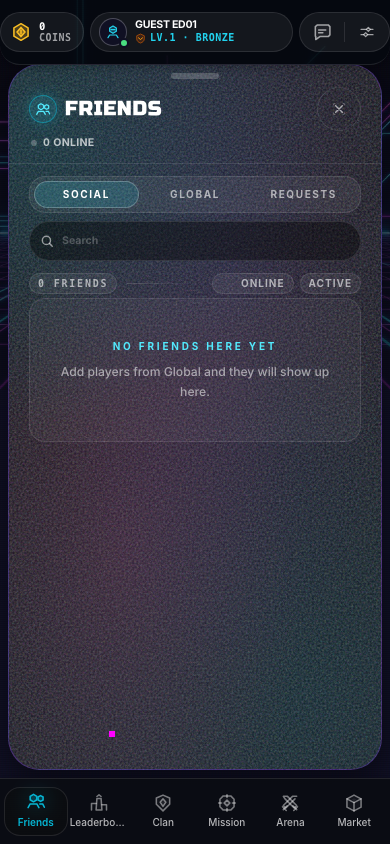 0
COINS
GUEST ED01
LV.1 · BRONZE
FRIENDS
0 ONLINE
SOCIAL
GLOBAL
REQUESTS
Search
0 FRIENDS
ONLINE
ACTIVE
NO FRIENDS HERE YET
Add players from Global and they will show up
here.
Friends
Leaderbo...
Clan
Mission
Arena
Market